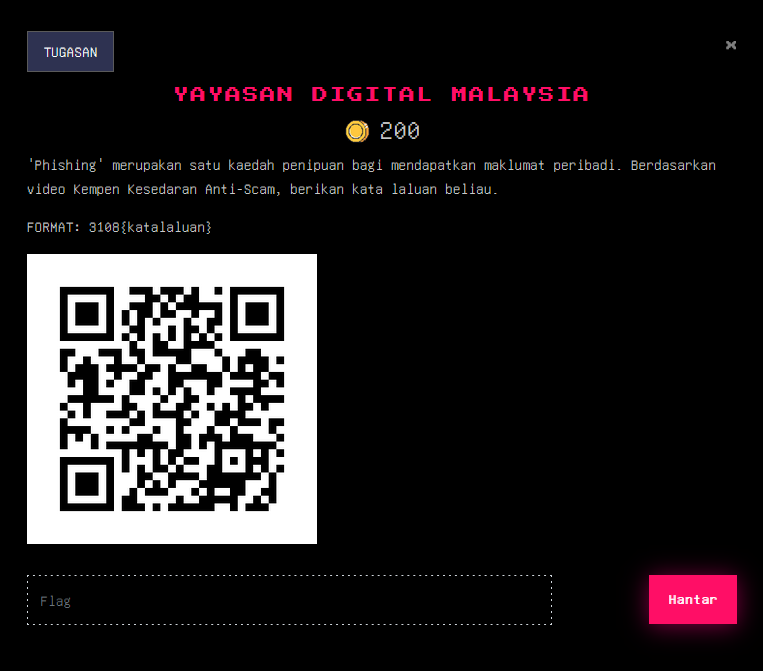 TUGASAN
×
YAYASAN DIGITAL MALAYSIA
200
'Phishing' merupakan satu kaedah penipuan bagi mendapatkan maklumat peribadi. Berdasarkan
video Kempen Kesedaran Anti-Scam, berikan kata laluan beliau.
FORMAT: 3108{katalaluan}
Flag
Hantar